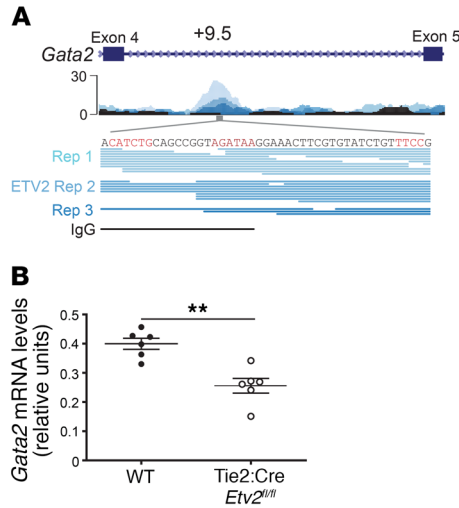 A
Exon 4
+9.5
Exon 5
Gata2
30
0
ACATCTGCAGCCGGTAGATAAGGAAACTTCGTGTATCTGTTTCCG
Rep 1
ETV2 Rep 2
Rep 3
IgG
B
Gata2 mRNA levels
(relative units)
0.5
0.4
0.3
0.2
0.1
0
**
WT
Tie2:Cre
Etv2fl/fl